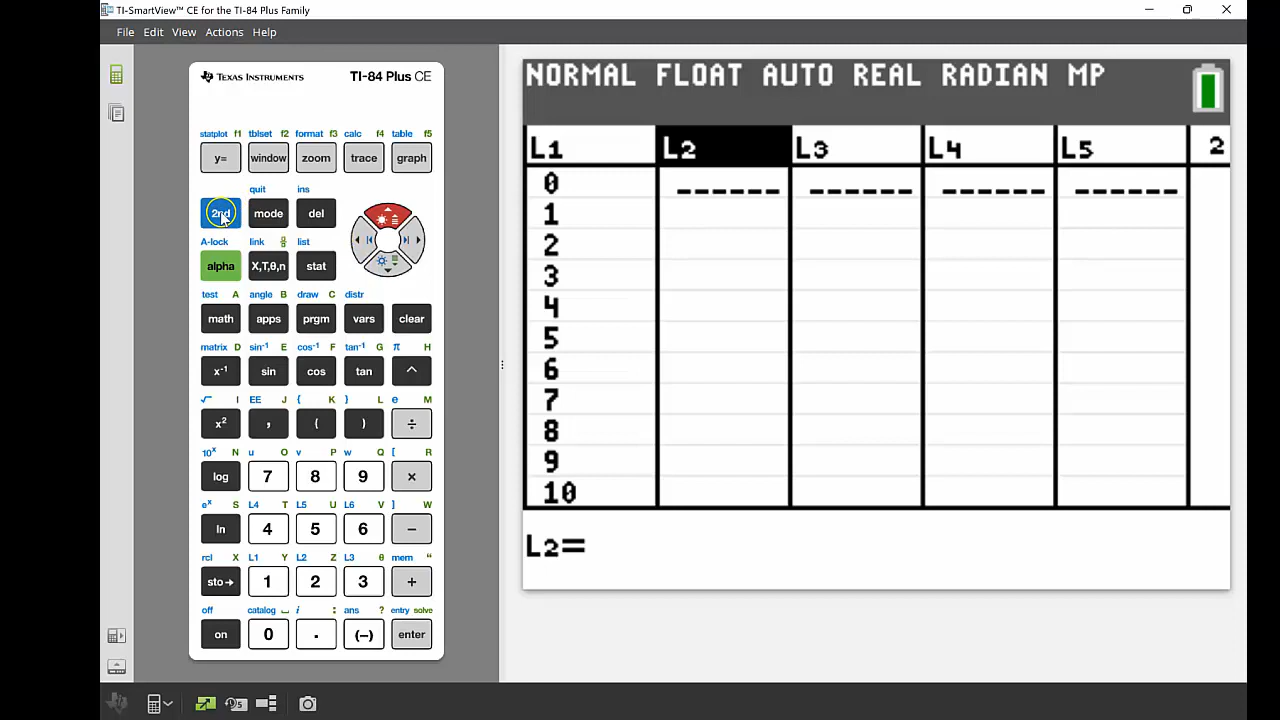 TI-SmartView™ CE for the TI-84 Plus Family
File Edit View Actions Help
TEXAS INSTRUMENTS TI-84 Plus CE
statplot f1 tblset f2 format f3 calc f4 table f5
y= window zoom trace graph
quit ins
2nd mode del
A-lock link list
alpha X,T,θ,n stat
test A angle B draw C distr
math apps prgm vars clear
matrix D sin⁻¹ E cos⁻¹ F tan⁻¹ G π H
x⁻¹ sin cos tan ^
√ I EE J { K } L e M
x² , ( ) ÷
10ˣ N u O v P w Q [ R
log 7 8 9 ×
eˣ S L4 T L5 U L6 V ] W
ln 4 5 6 −
rcl X L1 Y L2 Z L3 θ mem “
sto→ 1 2 3 +
off catalog ⎵ i : ans ? entry solve
on 0 . (−) enter
NORMAL FLOAT AUTO REAL RADIAN MP
L1 L2 L3 L4 L5 2
0 ------ ------ ------ ------
1
2
3
4
5
6
7
8
9
10
L2=